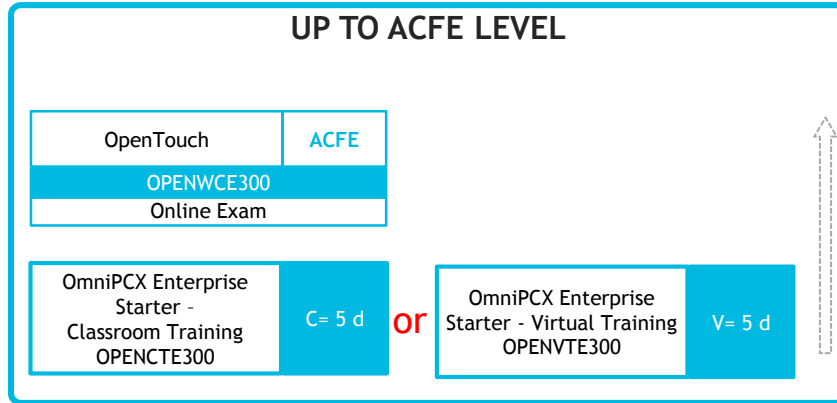 UP TO ACFE LEVEL
OpenTouch
ACFE
OPENWCE300
Online Exam
OmniPCX Enterprise
Starter –
Classroom Training
OPENCTE300
C= 5 d
or
OmniPCX Enterprise
Starter - Virtual Training
OPENVTE300
V= 5 d